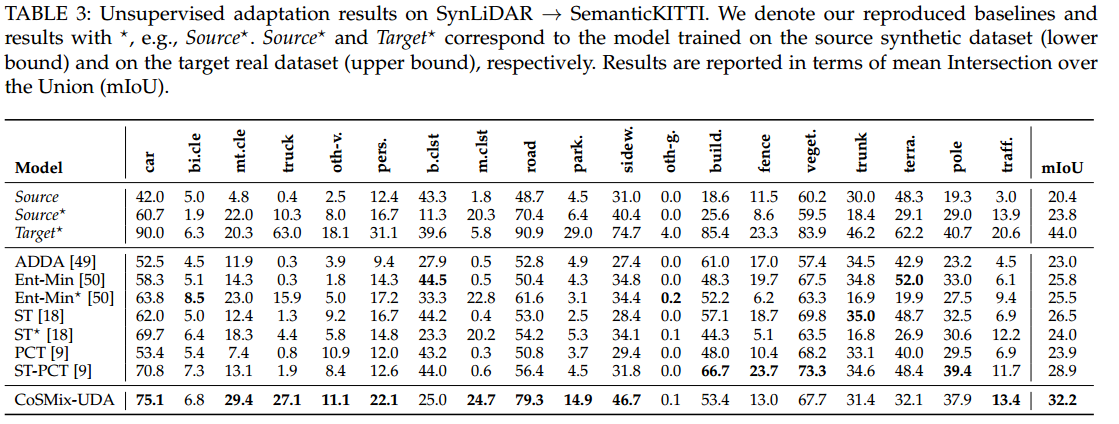 TABLE 3: Unsupervised adaptation results on SynLiDAR → SemanticKITTI. We denote our reproduced baselines and
results with ⋆, e.g., Source⋆. Source⋆ and Target⋆ correspond to the model trained on the source synthetic dataset (lower
bound) and on the target real dataset (upper bound), respectively. Results are reported in terms of mean Intersection over
the Union (mIoU).
Model car bi.cle mt.cle truck oth-v. pers. b.clst m.clst road park. sidew. oth-g. build. fence veget. trunk terra. pole traff. mIoU
Source 42.0 5.0 4.8 0.4 2.5 12.4 43.3 1.8 48.7 4.5 31.0 0.0 18.6 11.5 60.2 30.0 48.3 19.3 3.0 20.4
Source⋆ 60.7 1.9 22.0 10.3 8.0 16.7 11.3 20.3 70.4 6.4 40.4 0.0 25.6 8.6 59.5 18.4 29.1 29.0 13.9 23.8
Target⋆ 90.0 6.3 20.3 63.0 18.1 31.1 39.6 5.8 90.9 29.0 74.7 4.0 85.4 23.3 83.9 46.2 62.2 40.7 20.6 44.0
ADDA [49] 52.5 4.5 11.9 0.3 3.9 9.4 27.9 0.5 52.8 4.9 27.4 0.0 61.0 17.0 57.4 34.5 42.9 23.2 4.5 23.0
Ent-Min [50] 58.3 5.1 14.3 0.3 1.8 14.3 44.5 0.5 50.4 4.3 34.8 0.0 48.3 19.7 67.5 34.8 52.0 33.0 6.1 25.8
Ent-Min⋆ [50] 63.8 8.5 23.0 15.9 5.0 17.2 33.3 22.8 61.6 3.1 34.4 0.2 52.2 6.2 63.3 16.9 19.9 27.5 9.4 25.5
ST [18] 62.0 5.0 12.4 1.3 9.2 16.7 44.2 0.4 53.0 2.5 28.4 0.0 57.1 18.7 69.8 35.0 48.7 32.5 6.9 26.5
ST⋆ [18] 69.7 6.4 18.3 4.4 5.8 14.8 23.3 20.2 54.2 5.3 34.1 0.1 44.3 5.1 63.5 16.8 26.9 30.6 12.2 24.0
PCT [9] 53.4 5.4 7.4 0.8 10.9 12.0 43.2 0.3 50.8 3.7 29.4 0.0 48.0 10.4 68.2 33.1 40.0 29.5 6.9 23.9
ST-PCT [9] 70.8 7.3 13.1 1.9 8.4 12.6 44.0 0.6 56.4 4.5 31.8 0.0 66.7 23.7 73.3 34.6 48.4 39.4 11.7 28.9
CoSMix-UDA 75.1 6.8 29.4 27.1 11.1 22.1 25.0 24.7 79.3 14.9 46.7 0.1 53.4 13.0 67.7 31.4 32.1 37.9 13.4 32.2